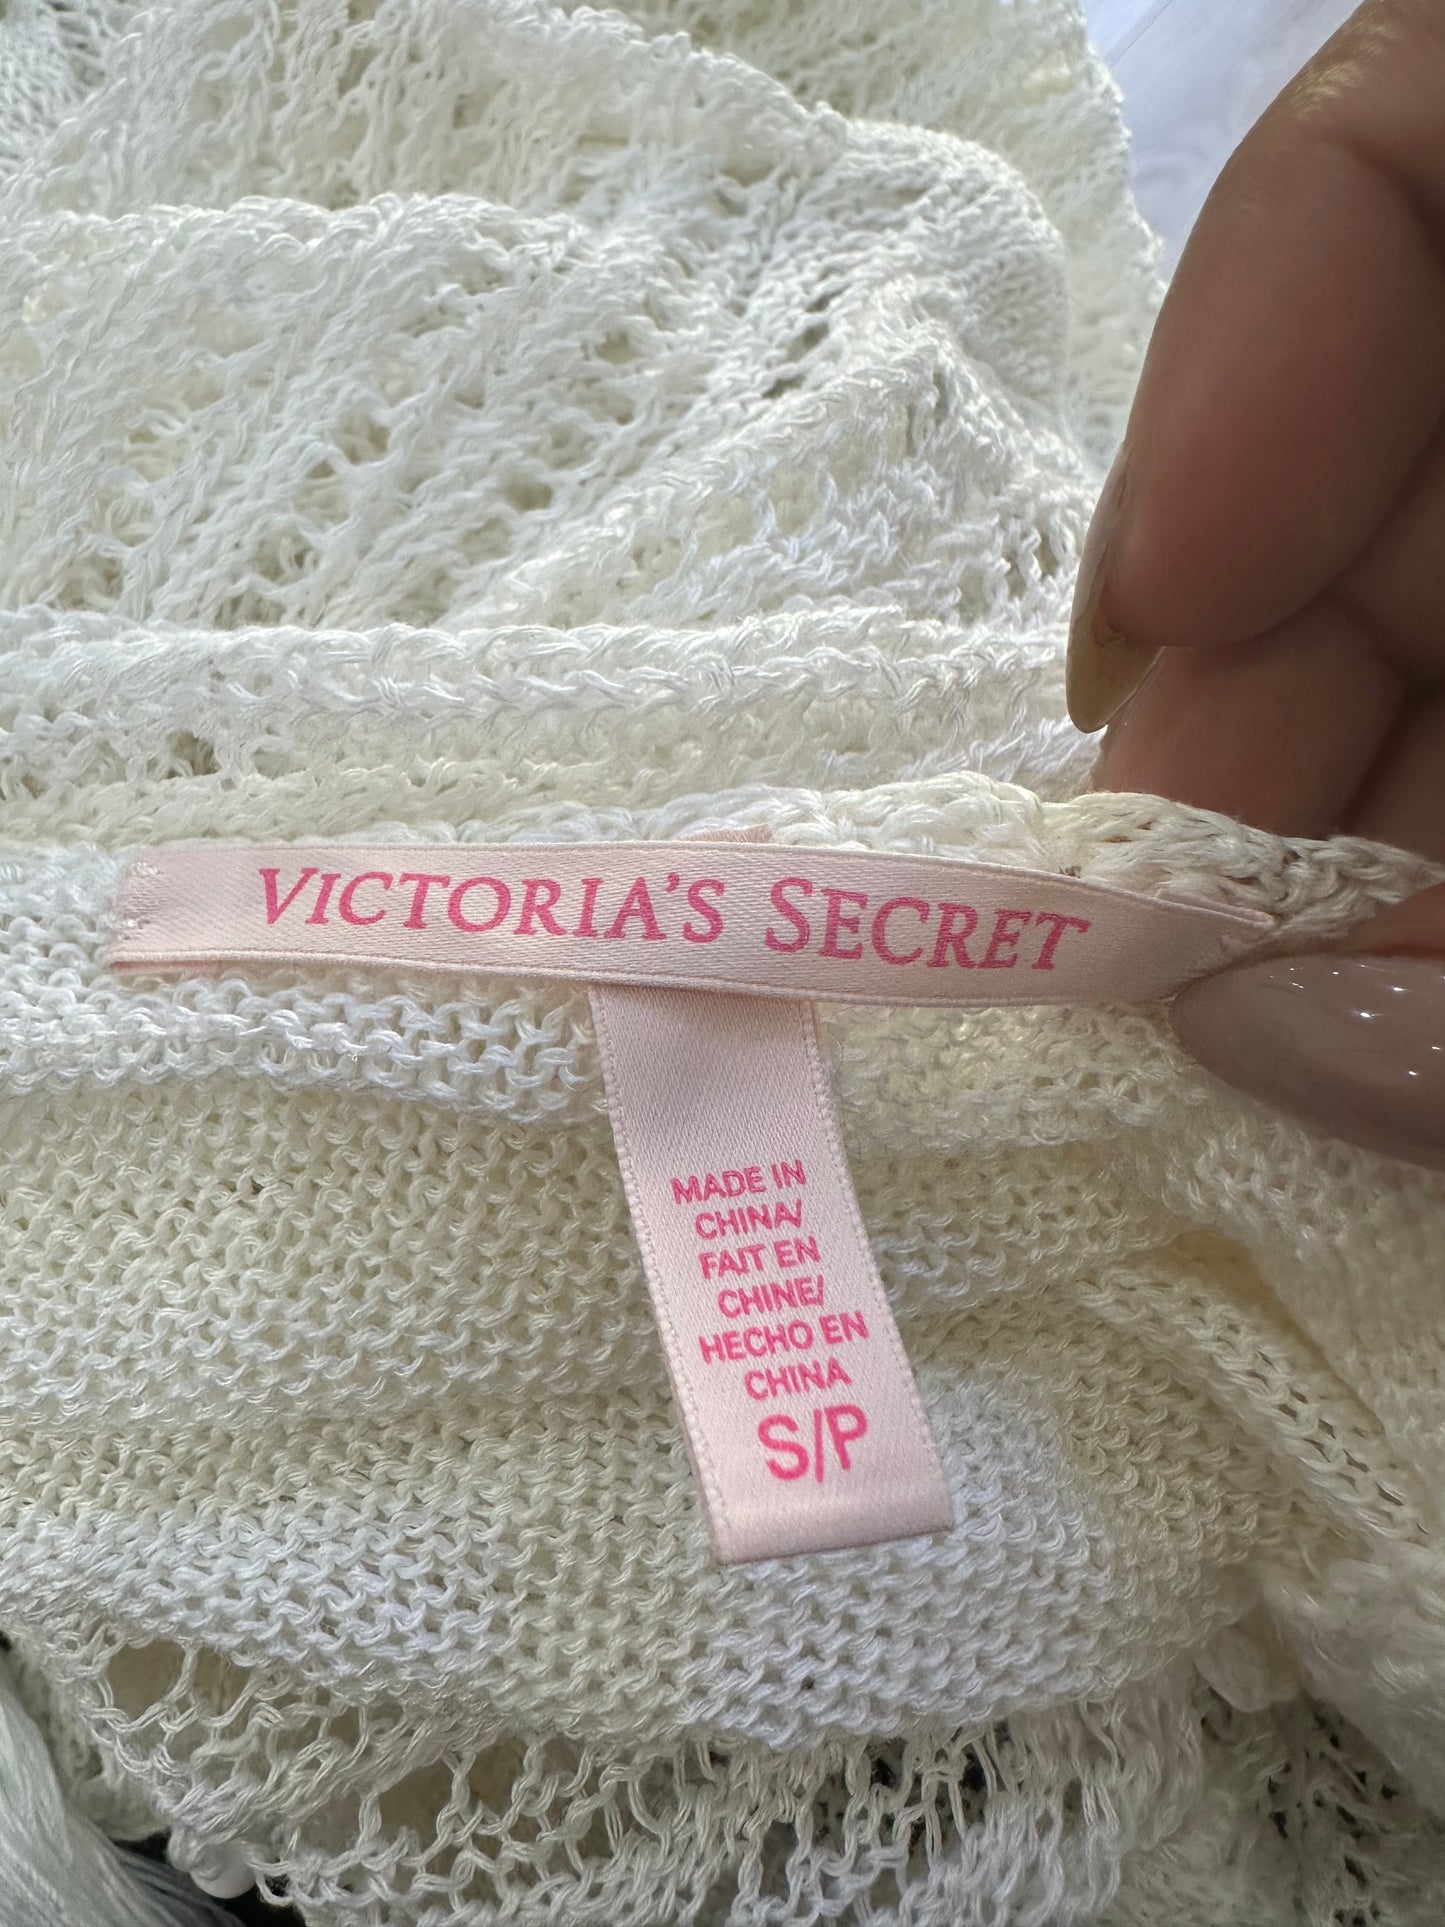 VICTORIA'S SECRET
MADE IN
CHINA/
FAIT EN
CHINE/
HECHO EN
CHINA
S/P